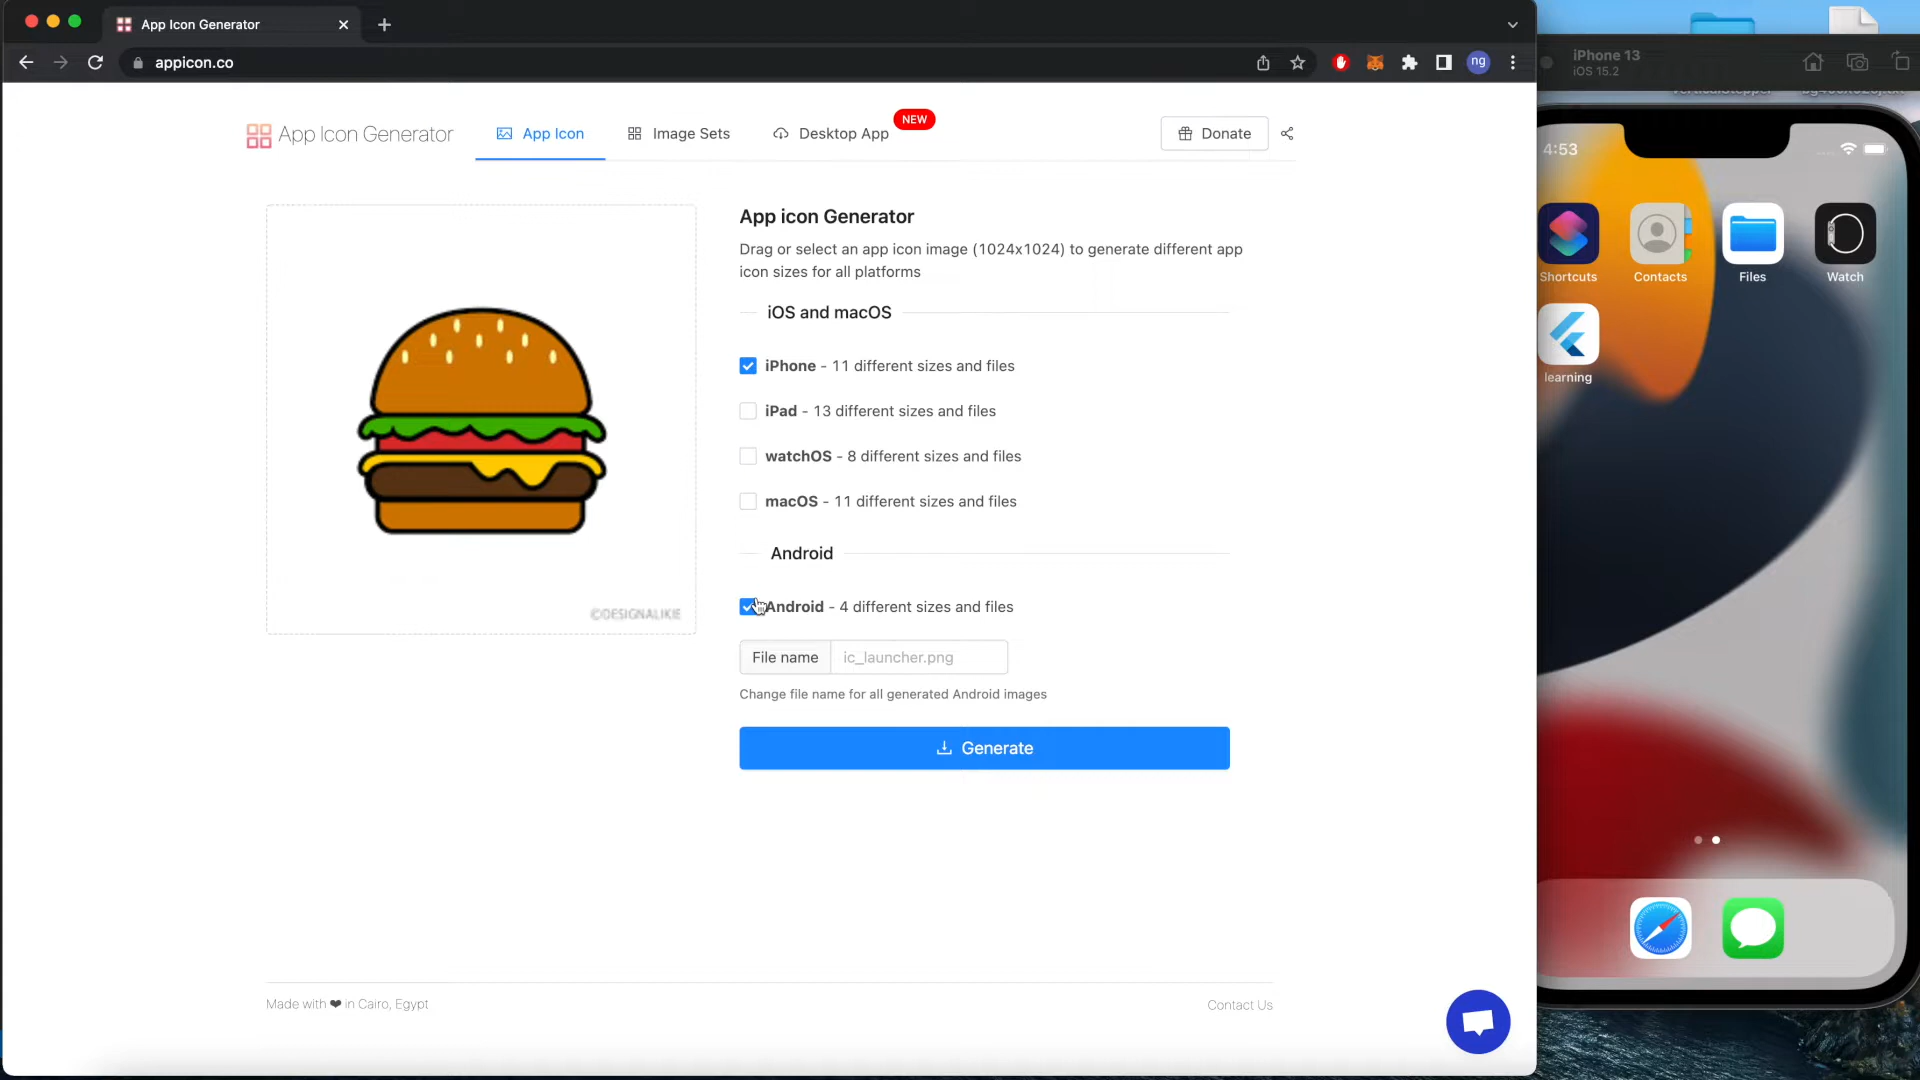 App Icon Generator
appicon.co
ng
App Icon Generator
App Icon
Image Sets
Desktop App
NEW
Donate
App icon Generator
Drag or select an app icon image (1024x1024) to generate different app
icon sizes for all platforms
iOS and macOS
iPhone - 11 different sizes and files
iPad - 13 different sizes and files
watchOS - 8 different sizes and files
macOS - 11 different sizes and files
Android
Android - 4 different sizes and files
File name
ic_launcher.png
Change file name for all generated Android images
Generate
©DESIGNALIKIE
Made with ❤ in Cairo, Egypt
Contact Us
iPhone 13
iOS 15.2
4:53
Shortcuts
Contacts
Files
Watch
learning